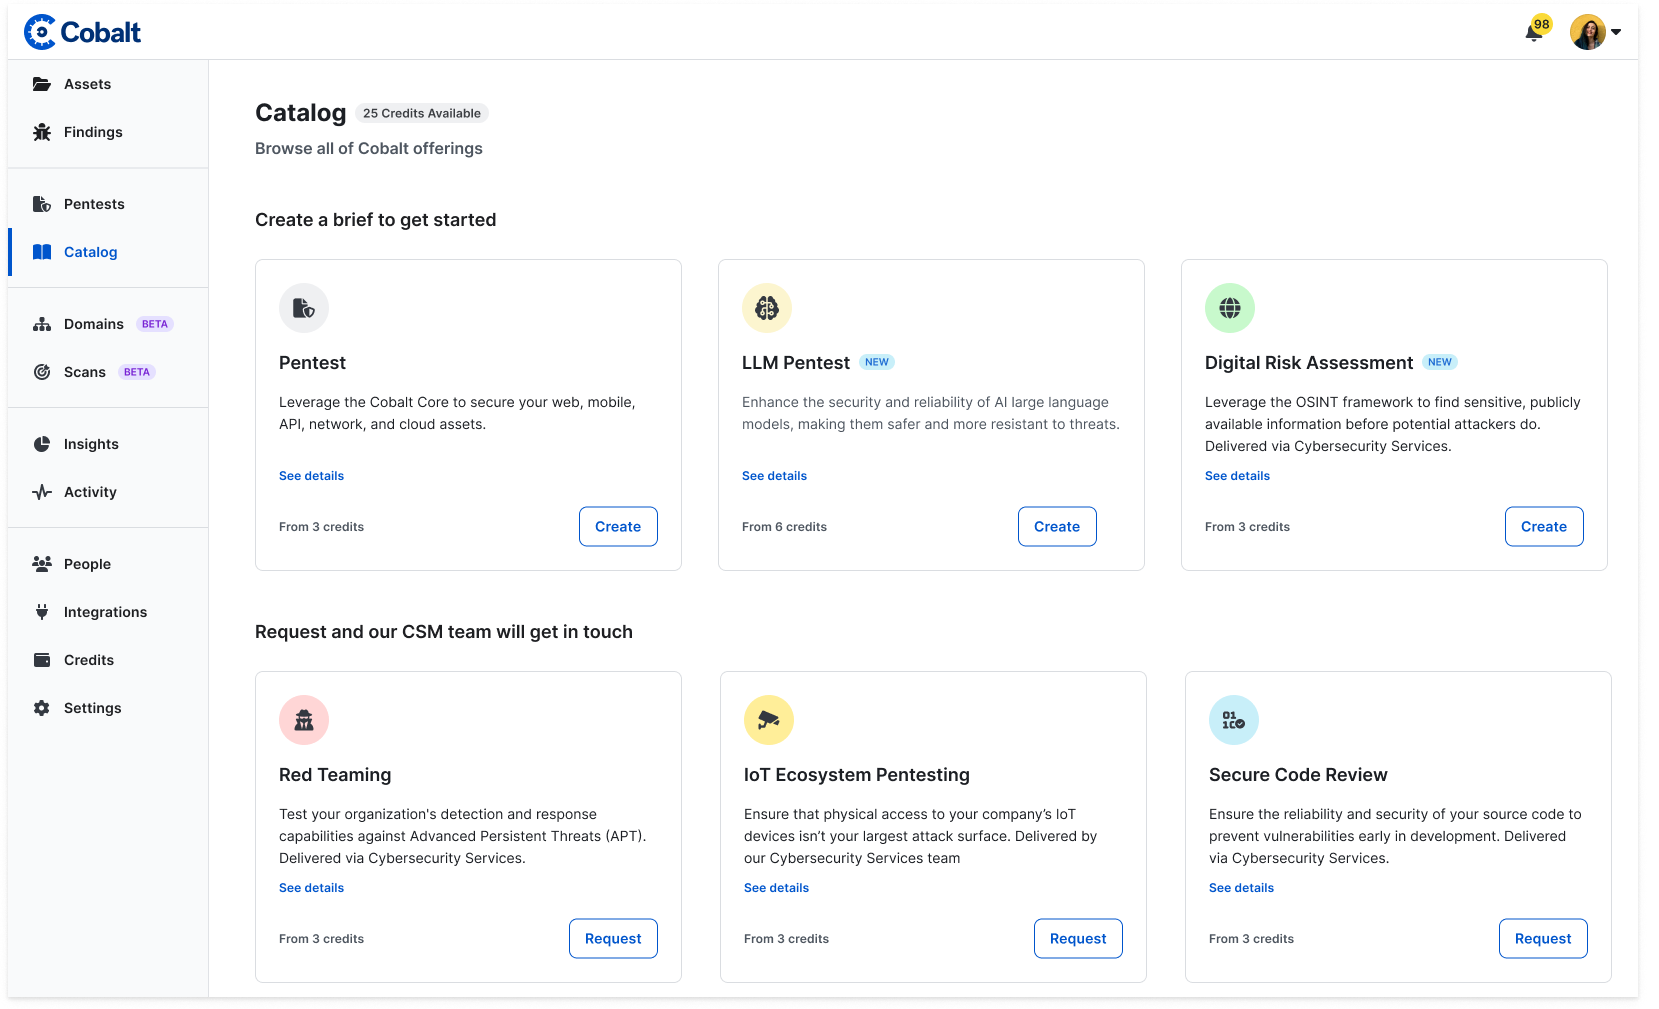 Cobalt
98
Assets
Findings
Pentests
Catalog
Domains BETA
Scans BETA
Insights
Activity
People
Integrations
Credits
Settings
Catalog 25 Credits Available
Browse all of Cobalt offerings
Create a brief to get started
Pentest
Leverage the Cobalt Core to secure your web, mobile,
API, network, and cloud assets.
See details
From 3 credits
Create
LLM Pentest NEW
Enhance the security and reliability of AI large language
models, making them safer and more resistant to threats.
See details
From 6 credits
Create
Digital Risk Assessment NEW
Leverage the OSINT framework to find sensitive, publicly
available information before potential attackers do.
Delivered via Cybersecurity Services.
See details
From 3 credits
Create
Request and our CSM team will get in touch
Red Teaming
Test your organization's detection and response
capabilities against Advanced Persistent Threats (APT).
Delivered via Cybersecurity Services.
See details
From 3 credits
Request
IoT Ecosystem Pentesting
Ensure that physical access to your company’s IoT
devices isn’t your largest attack surface. Delivered by
our Cybersecurity Services team
See details
From 3 credits
Request
Secure Code Review
Ensure the reliability and security of your source code to
prevent vulnerabilities early in development. Delivered
via Cybersecurity Services.
See details
From 3 credits
Request